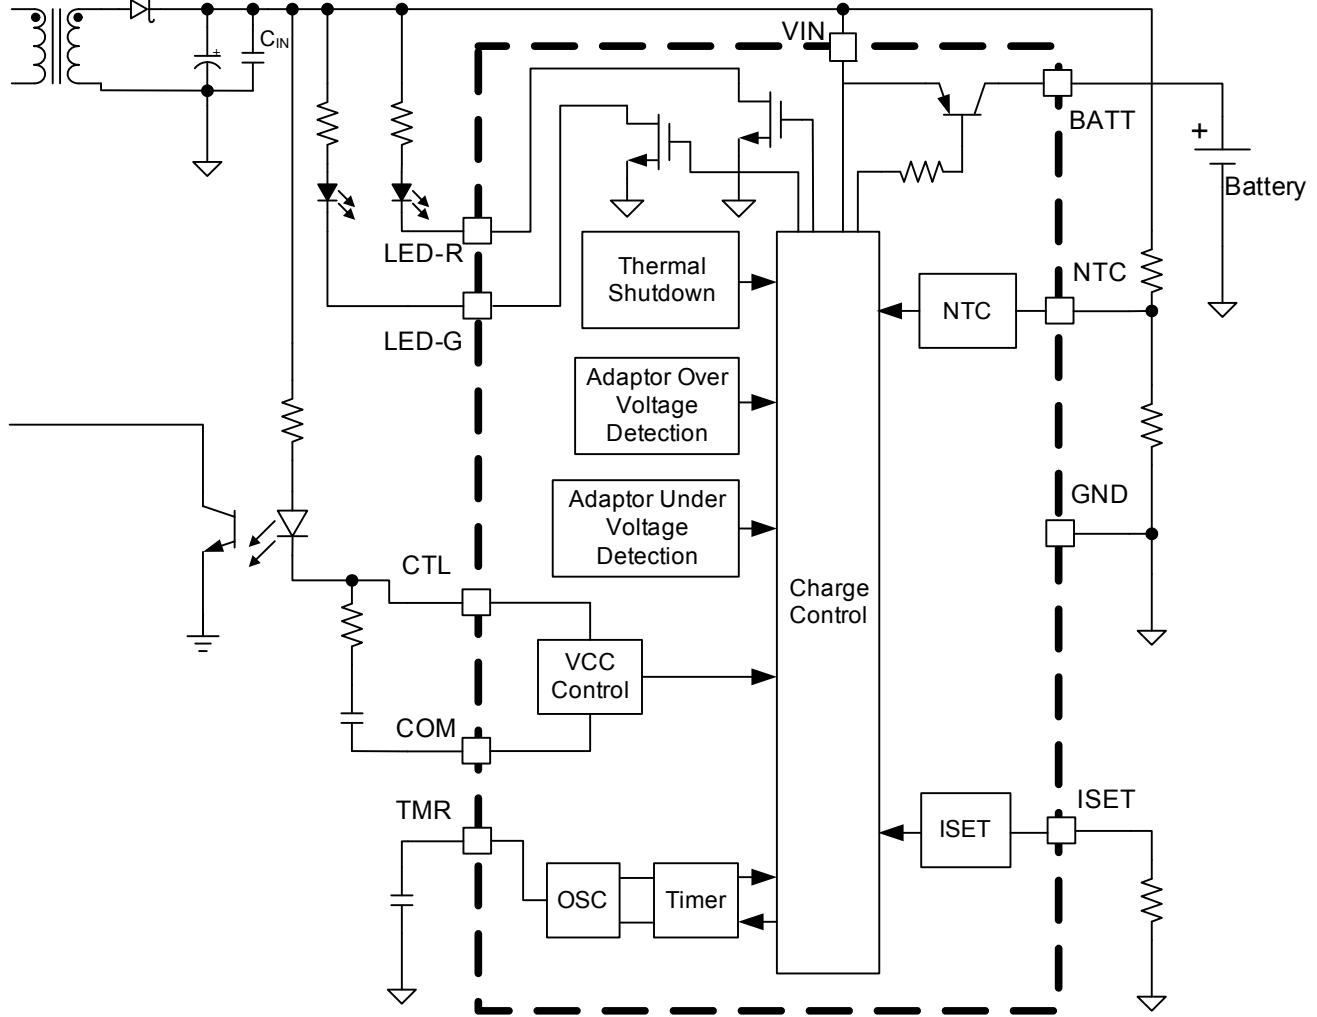 CIN
+
VIN
BATT
+
Battery
LED-R
LED-G
Thermal
Shutdown
NTC
NTC
Adaptor Over
Voltage
Detection
Adaptor Under
Voltage
Detection
GND
CTL
Charge
Control
VCC
Control
COM
TMR
ISET
ISET
OSC
Timer